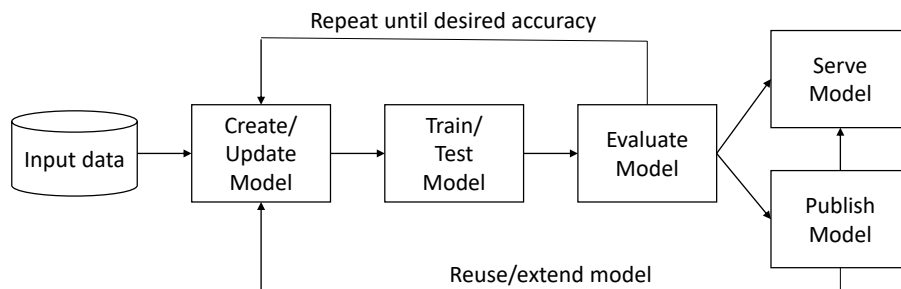 Repeat until desired accuracy
Input data
Create/
Update
Model
Train/
Test
Model
Evaluate
Model
Serve
Model
Publish
Model
Reuse/extend model